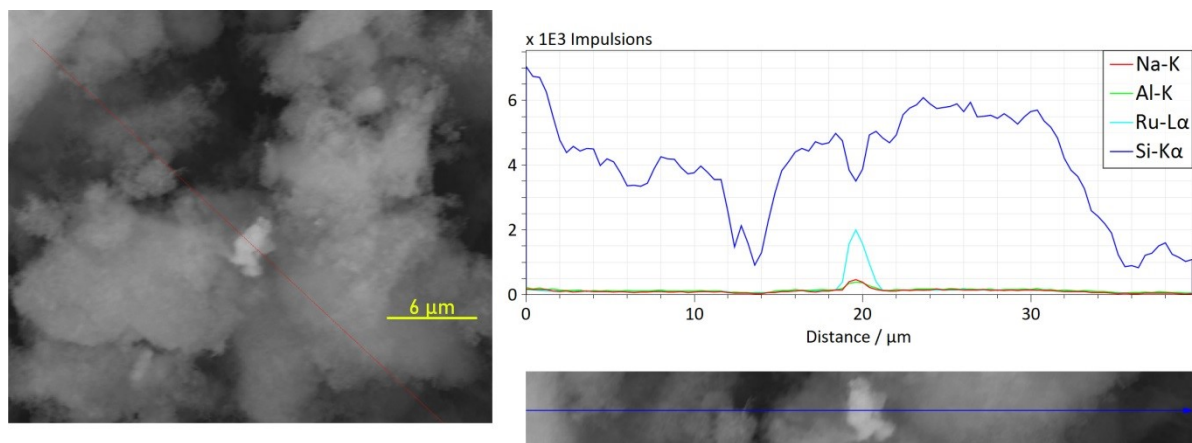 6 μm
x 1E3 Impulsions
6
4
2
0
Na-K
Al-K
Ru-Lα
Si-Kα
0 10 20 30
Distance / μm